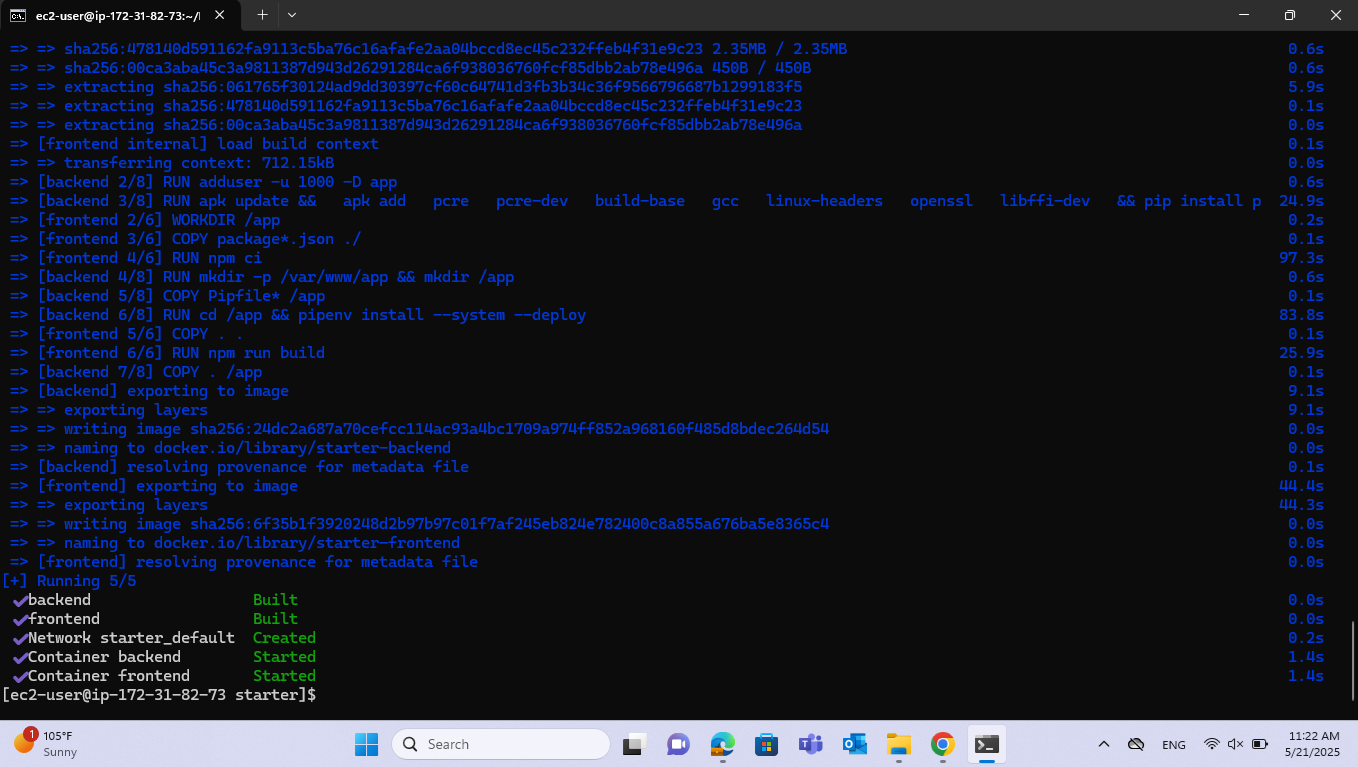 ec2-user@ip-172-31-82-73:~/l
=> => sha256:478140d591162fa9113c5ba76c16afafe2aa04bccd8ec45c232ffeb4f31e9c23 2.35MB / 2.35MB 0.6s
=> => sha256:00ca3aba45c3a9811387d943d26291284ca6f938036760fcf85dbb2ab78e496a 450B / 450B 0.6s
=> => extracting sha256:061765f30124ad9dd30397cf60c64741d3fb3b34c36f9566796687b1299183f5 5.9s
=> => extracting sha256:478140d591162fa9113c5ba76c16afafe2aa04bccd8ec45c232ffeb4f31e9c23 0.1s
=> => extracting sha256:00ca3aba45c3a9811387d943d26291284ca6f938036760fcf85dbb2ab78e496a 0.0s
=> [frontend internal] load build context 0.1s
=> => transferring context: 712.15kB 0.0s
=> [backend 2/8] RUN adduser -u 1000 -D app 0.6s
=> [backend 3/8] RUN apk update &&   apk add   pcre   pcre-dev   build-base   gcc   linux-headers   openssl   libffi-dev   && pip install p 24.9s
=> [frontend 2/6] WORKDIR /app 0.2s
=> [frontend 3/6] COPY package*.json ./ 0.1s
=> [frontend 4/6] RUN npm ci 97.3s
=> [backend 4/8] RUN mkdir -p /var/www/app && mkdir /app 0.6s
=> [backend 5/8] COPY Pipfile* /app 0.1s
=> [backend 6/8] RUN cd /app && pipenv install --system --deploy 83.8s
=> [frontend 5/6] COPY . . 0.1s
=> [frontend 6/6] RUN npm run build 25.9s
=> [backend 7/8] COPY . /app 0.1s
=> [backend] exporting to image 9.1s
=> => exporting layers 9.1s
=> => writing image sha256:24dc2a687a70cefcc114ac93a4bc1709a974ff852a968160f485d8bdec264d54 0.0s
=> => naming to docker.io/library/starter-backend 0.0s
=> [backend] resolving provenance for metadata file 0.1s
=> [frontend] exporting to image 44.4s
=> => exporting layers 44.3s
=> => writing image sha256:6f35b1f3920248d2b97b97c01f7af245eb824e782400c8a855a676ba5e8365c4 0.0s
=> => naming to docker.io/library/starter-frontend 0.0s
=> [frontend] resolving provenance for metadata file 0.0s
[+] Running 5/5
✔backend Built 0.0s
✔frontend Built 0.0s
✔Network starter_default Created 0.2s
✔Container backend Started 1.4s
✔Container frontend Started 1.4s
[ec2-user@ip-172-31-82-73 starter]$
1
105°F
Sunny
Search
ENG
11:22 AM
5/21/2025